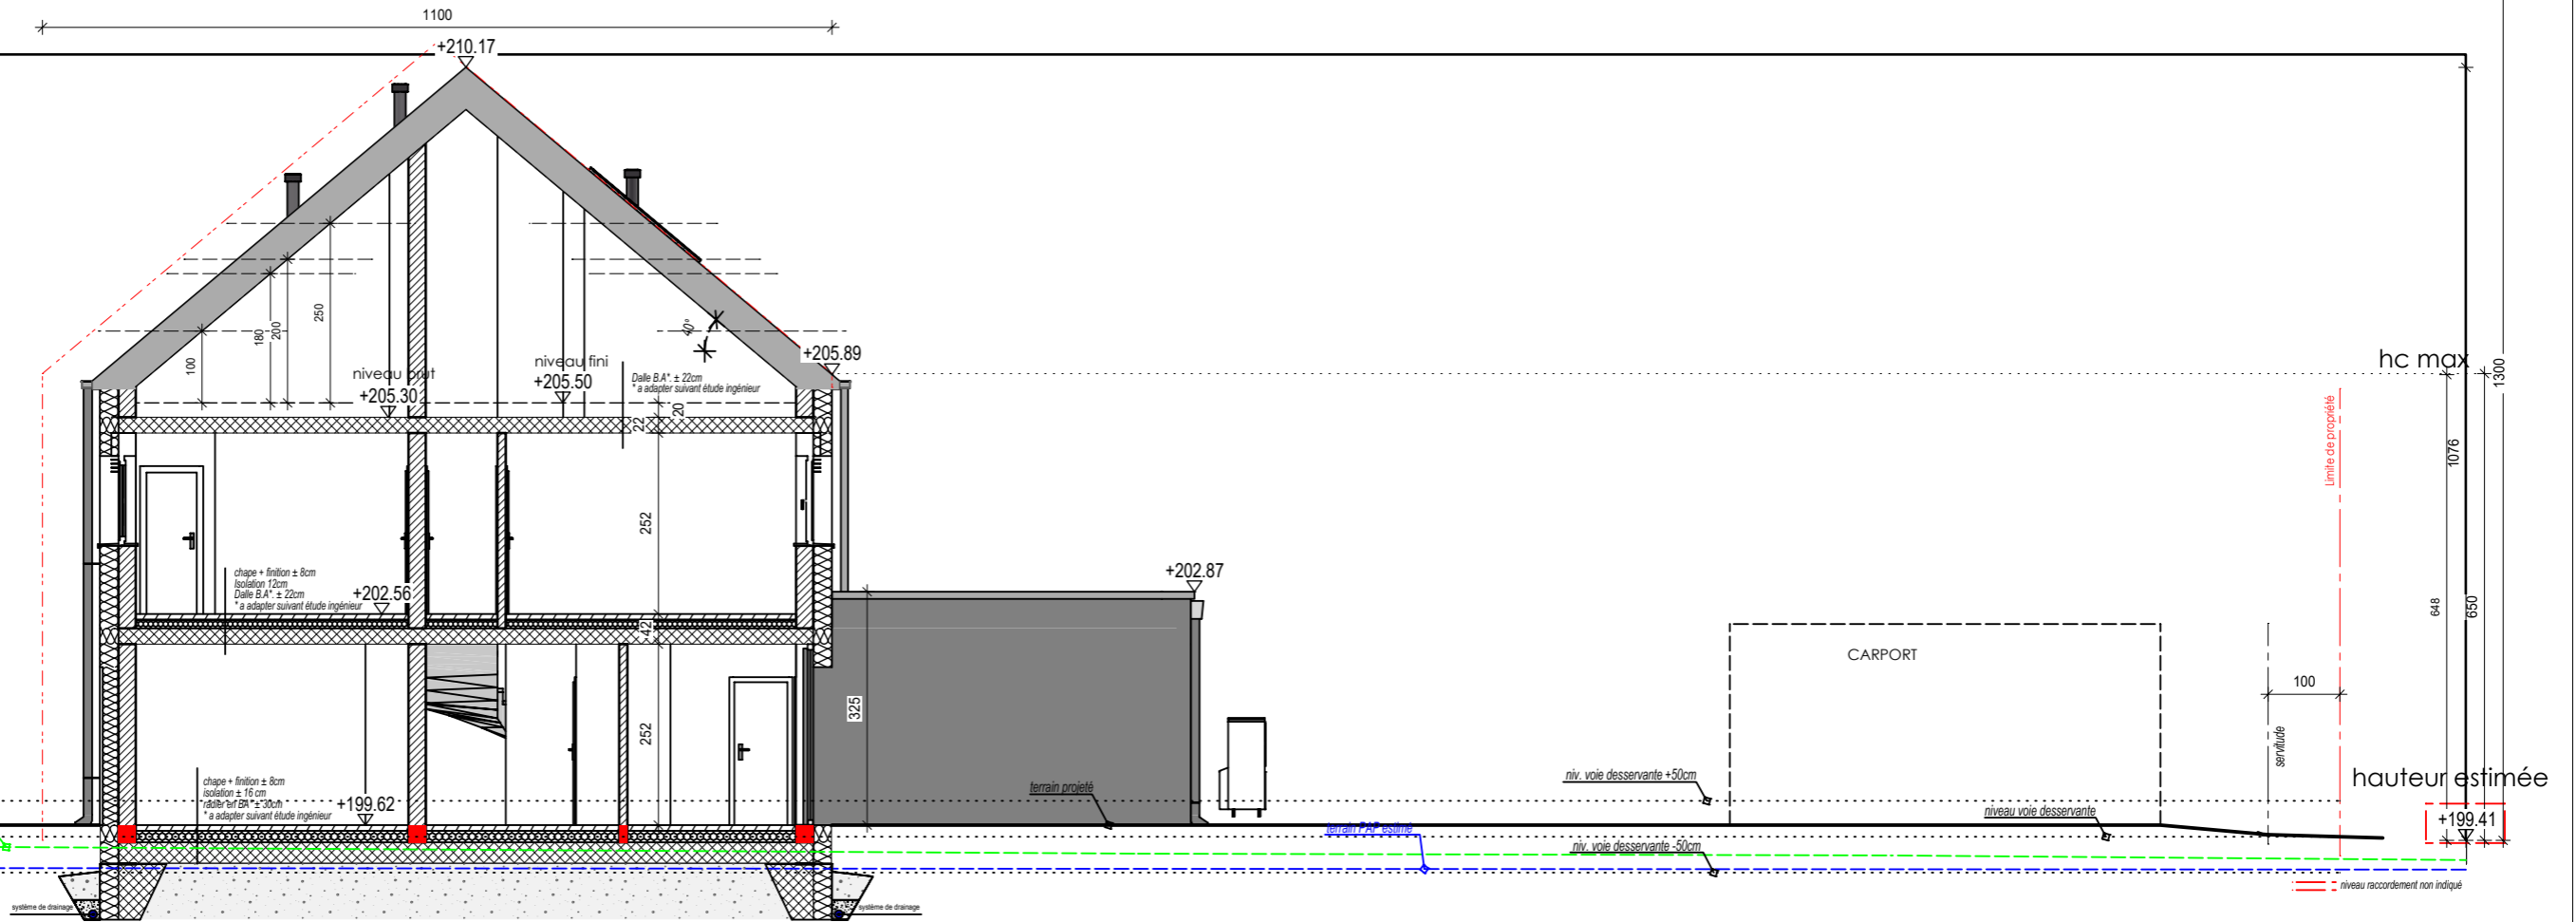 1100
+210.17
250
200
180
100
40°
niveau brut
+205.30
niveau fini
+205.50
Dalle B.A*. ± 22cm
* a adapter suivant étude ingénieur
+205.89
20
22
hc max
1300
Limite de propriété
1076
648
650
252
chape + finition ± 8cm
Isolation 12cm
Dalle B.A*. ± 22cm
* a adapter suivant étude ingénieur
+202.56
42
+202.87
CARPORT
100
servitude
325
252
chape + finition ± 8cm
isolation ± 16 cm
radier en BA* ± 30cm
* a adapter suivant étude ingénieur
+199.62
terrain projeté
niv. voie desservante +50cm
hauteur estimée
+199.41
niveau voie desservante
terrain PAP estimé
niv. voie desservante -50cm
niveau raccordement non indiqué
système de drainage
système de drainage